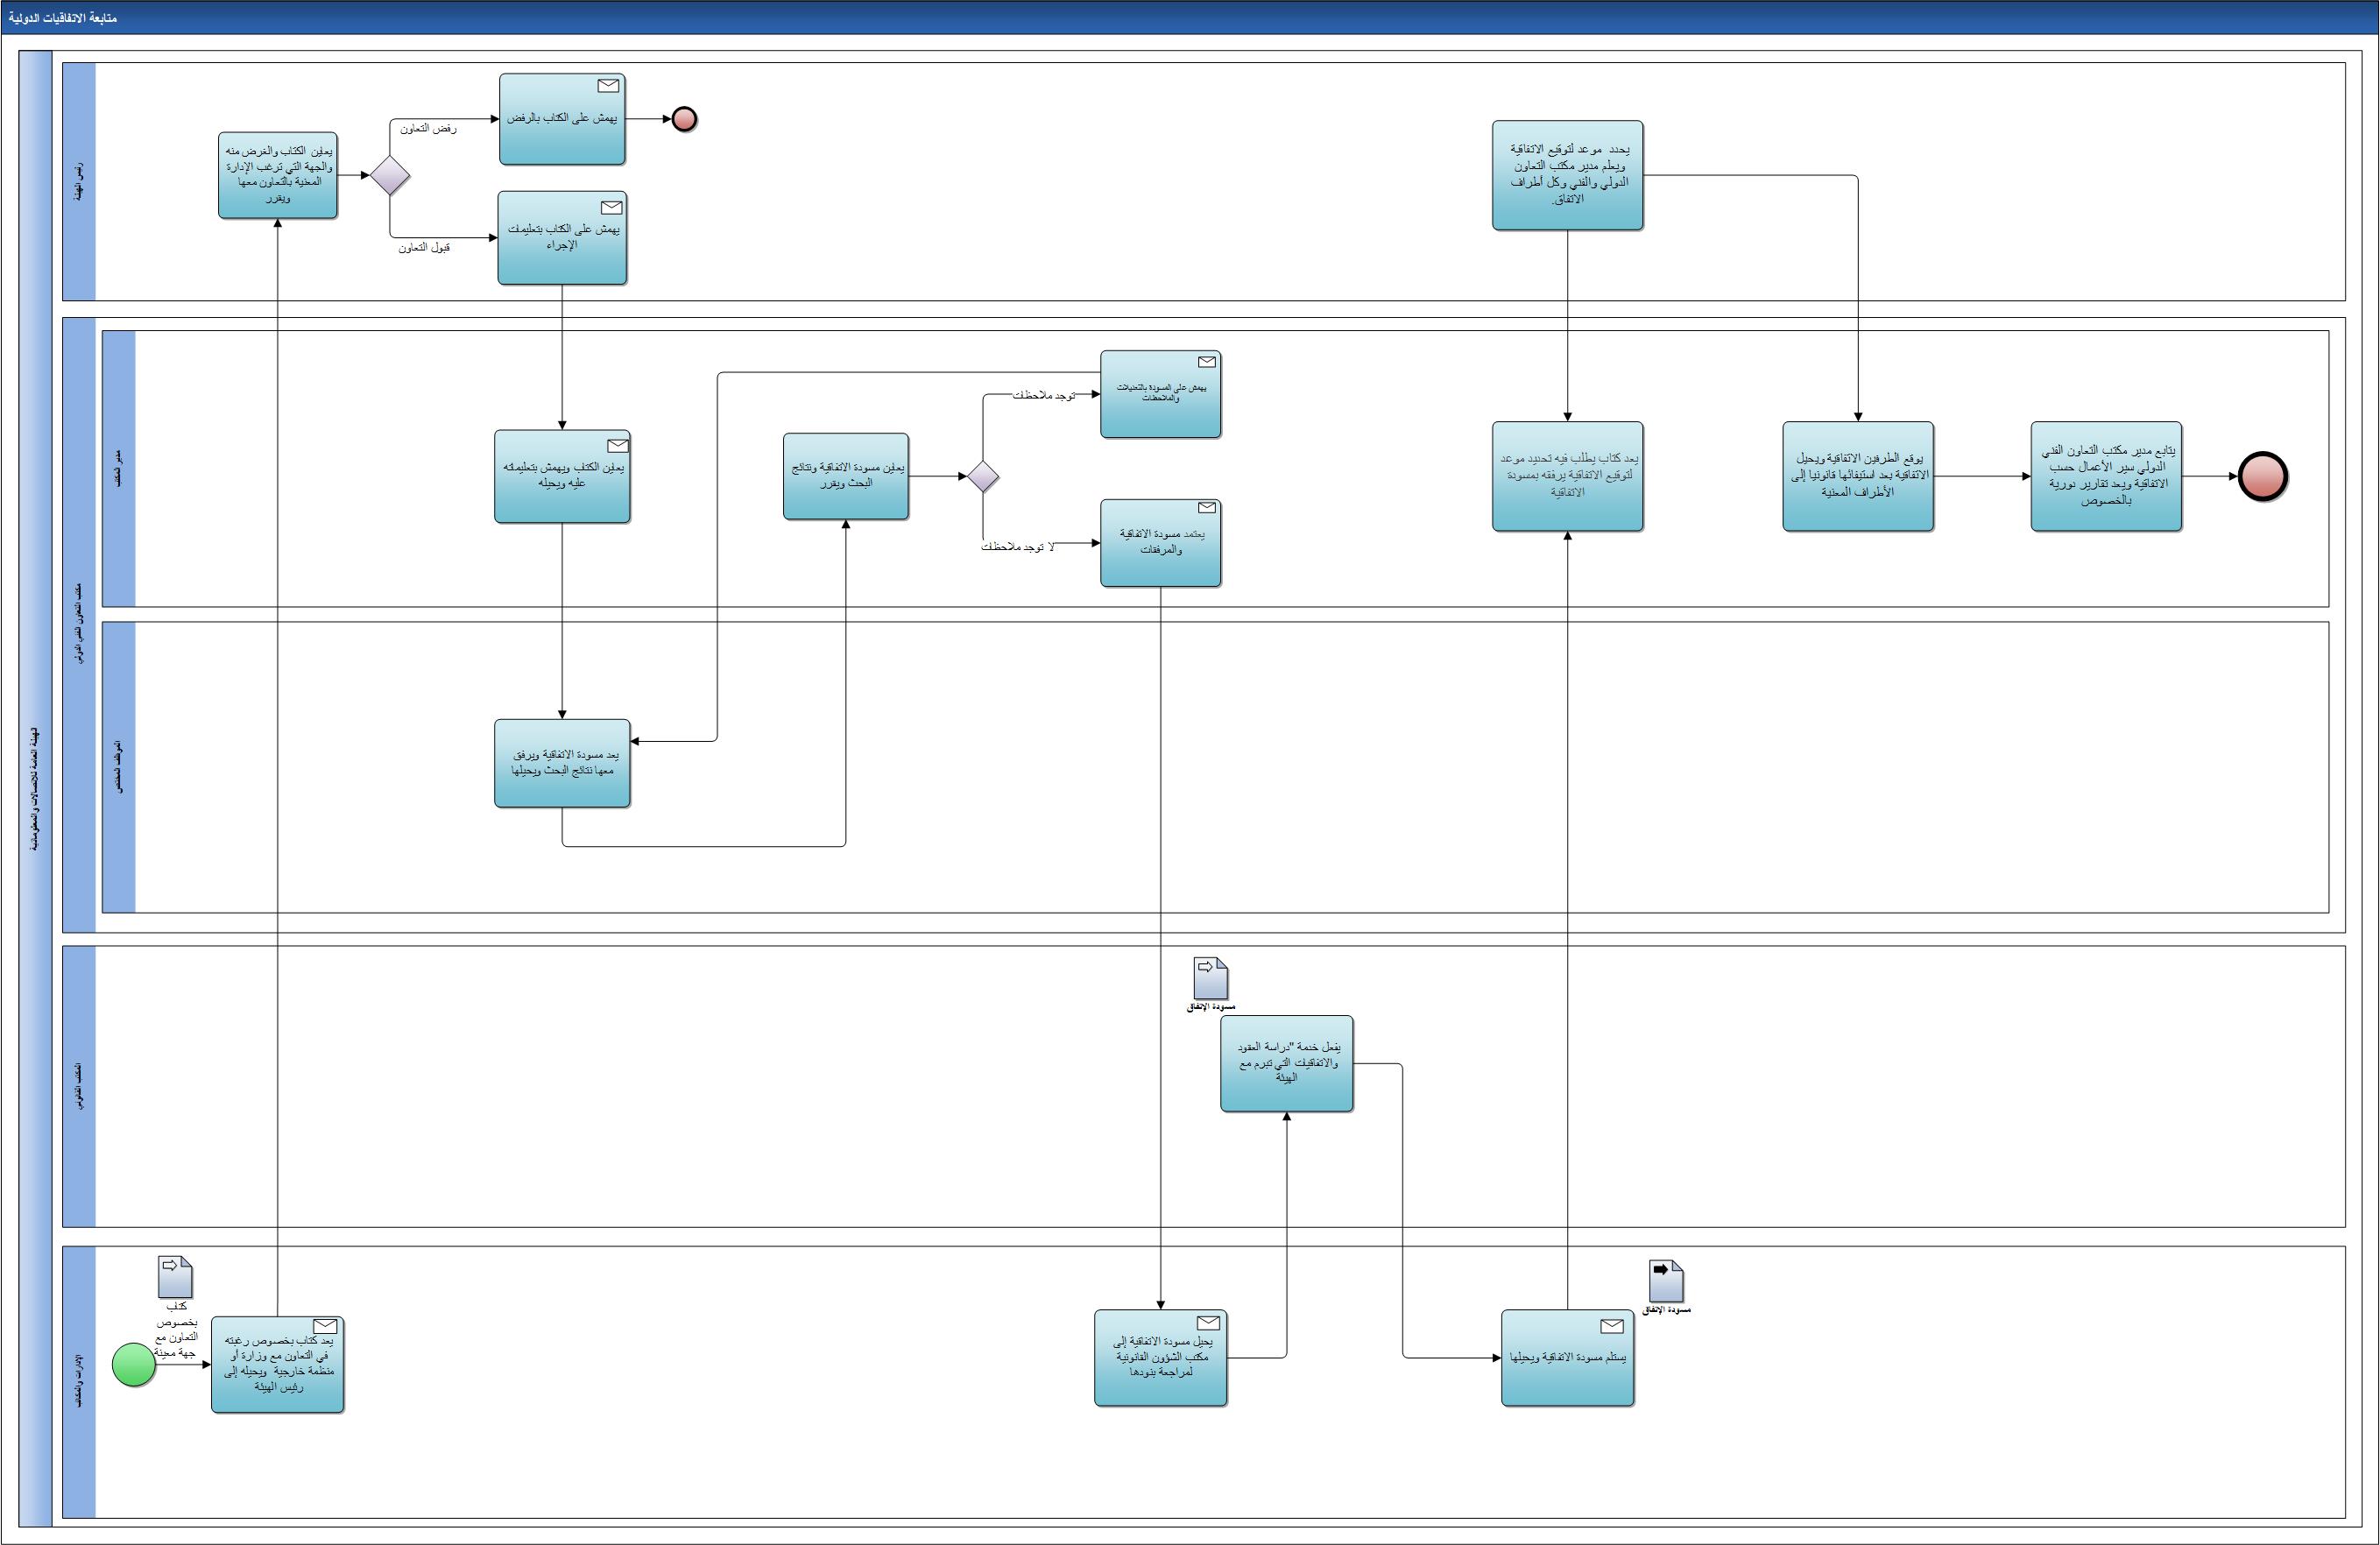 متابعة الاتفاقيات الدولية
الهيئة العامة للاتصالات والمعلوماتية
رئيس الهيئة
يعاين الكتاب والغرض منه
والجهة التي ترغب الإدارة
المعنية بالتعاون معها
ويقرر
رفض التعاون
قبول التعاون
يهمش على الكتاب بالرفض
يهمش على الكتاب بتعليمات
الإجراء
يحدد موعد لتوقيع الاتفاقية
ويعلم مدير مكتب التعاون
الدولي والفني وكل أطراف
الاتفاق.
مكتب التعاون الفني الدولي
مدير المكتب
يعاين الكتاب ويهمش بتعليماته
عليه ويحيله
يعاين مسودة الاتفاقية ونتائج
البحث ويقرر
توجد ملاحظات
لا توجد ملاحظات
يهمش على المسودة بالتعديلات
والملاحظات
يعتمد مسودة الاتفاقية
والمرفقات
يعد كتاب يطلب فيه تحديد موعد
لتوقيع الاتفاقية يرفقه بمسودة
الاتفاقية
يوقع الطرفين الاتفاقية ويحيل
الاتفاقية بعد استيفائها قانونيا إلى
الأطراف المعنية
يتابع مدير مكتب التعاون الفني
الدولي سير الأعمال حسب
الاتفاقية ويعد تقارير دورية
بالخصوص
الموظف المختص
يعد مسودة الاتفاقية ويرفق
معها نتائج البحث ويحيلها
المكتب القانوني
مسودة الإتفاق
يفعل خدمة "دراسة العقود
والاتفاقيات التي تبرم مع
الهيئة
الإدارات والمكاتب
كتاب
بخصوص
التعاون مع
جهة معينة
يعد كتاب بخصوص رغبته
في التعاون مع وزارة أو
منظمة خارجية ويحيله إلى
رئيس الهيئة
يحيل مسودة الاتفاقية إلى
مكتب الشؤون القانونية
لمراجعة بنودها
يستلم مسودة الاتفاقية ويحيلها
مسودة الإتفاق